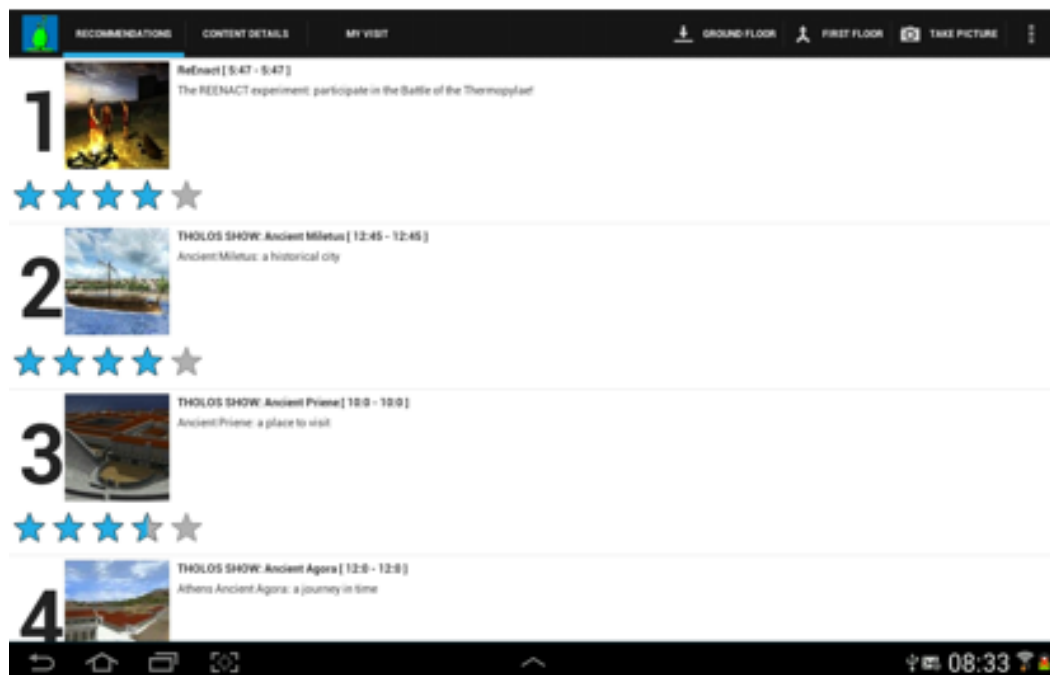 RECOMMENDATIONS CONTENT DETAILS MY VISIT GROUND FLOOR FIRST FLOOR TAKE PICTURE
1
ReEnact [ 5:47 - 5:47 ]
The REENACT experiment: participate in the Battle of the Thermopylae!
2
THOLOS SHOW: Ancient Miletus [ 12:45 - 12:45 ]
Ancient Miletus: a historical city
3
THOLOS SHOW: Ancient Priene [ 10:0 - 10:0 ]
Ancient Priene: a place to visit
4
THOLOS SHOW: Ancient Agora [ 12:0 - 12:0 ]
Athens Ancient Agora: a journey in time
08:33